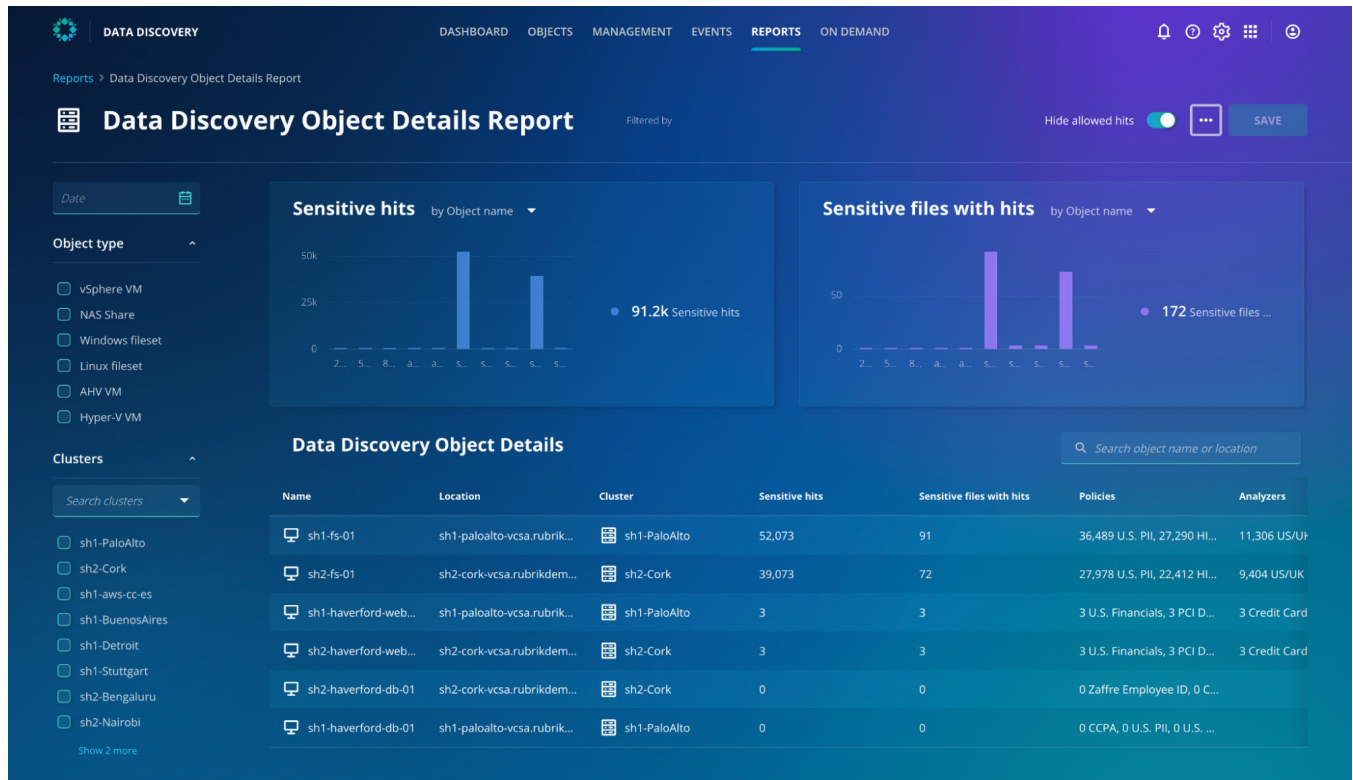 DATA DISCOVERY
DASHBOARD OBJECTS MANAGEMENT EVENTS REPORTS ON DEMAND
Reports > Data Discovery Object Details Report
Data Discovery Object Details Report
Filtered by
Hide allowed hits
SAVE
Date
Object type
vSphere VM
NAS Share
Windows fileset
Linux fileset
AHV VM
Hyper-V VM
Clusters
Search clusters
sh1-PaloAlto
sh2-Cork
sh1-aws-cc-es
sh1-BuenosAires
sh1-Detroit
sh1-Stuttgart
sh2-Bengaluru
sh2-Nairobi
Show 2 more
Sensitive hits by Object name
50k
25k
0
2... 5... 8... a... a... s... s... s... s... s...
91.2k Sensitive hits
Sensitive files with hits by Object name
50
0
2... 5... 8... a... a... s... s... s... s... s...
172 Sensitive files ...
Data Discovery Object Details
Search object name or location
Name Location Cluster Sensitive hits Sensitive files with hits Policies Analyzers
sh1-fs-01 sh1-paloalto-vcsa.rubrik... sh1-PaloAlto 52,073 91 36,489 U.S. PII, 27,290 HI... 11,306 US/UK
sh2-fs-01 sh2-cork-vcsa.rubrikdem... sh2-Cork 39,073 72 27,978 U.S. PII, 22,412 HI... 9,404 US/UK
sh1-haverford-web... sh1-paloalto-vcsa.rubrik... sh1-PaloAlto 3 3 3 U.S. Financials, 3 PCI D... 3 Credit Card
sh2-haverford-web... sh2-cork-vcsa.rubrikdem... sh2-Cork 3 3 3 U.S. Financials, 3 PCI D... 3 Credit Card
sh2-haverford-db-01 sh2-cork-vcsa.rubrikdem... sh2-Cork 0 0 0 Zaffre Employee ID, 0 C...
sh1-haverford-db-01 sh1-paloalto-vcsa.rubrik... sh1-PaloAlto 0 0 0 CCPA, 0 U.S. PII, 0 U.S. ...